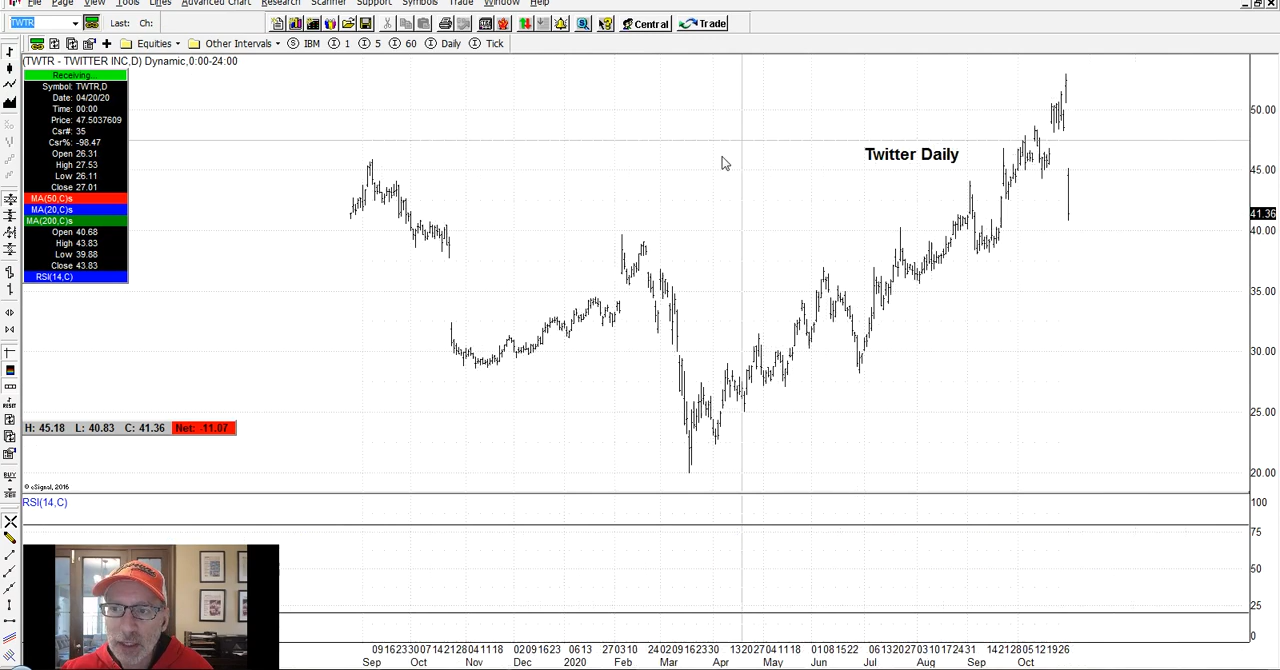 File Page View Tools Lines Advanced Chart Research Scanner Support Symbols Trade Window Help
TWTR Last: Ch: Central Trade
Equities Other Intervals IBM 1 5 60 Daily Tick
(TWTR - TWITTER INC,D) Dynamic,0:00-24:00
Receiving...
Symbol: TWTR,D
Date: 04/20/20
Time: 00:00
Price: 47.5037609
Csr#: 35
Csr%: -98.47
Open 26.31
High 27.53
Low 26.11
Close 27.01
MA(50,C)s
MA(20,C)s
MA(200,C)s
Open 40.68
High 43.83
Low 39.88
Close 43.83
RSI(14,C)
Twitter Daily
50.00
45.00
41.36
40.00
35.00
30.00
25.00
20.00
H: 45.18 L: 40.83 C: 41.36 Net: -11.07
© eSignal, 2016
RSI(14,C)
100
75
50
25
0
RESET
BUY
Sep Oct Nov Dec 2020 Feb Mar Apr May Jun Jul Aug Sep Oct